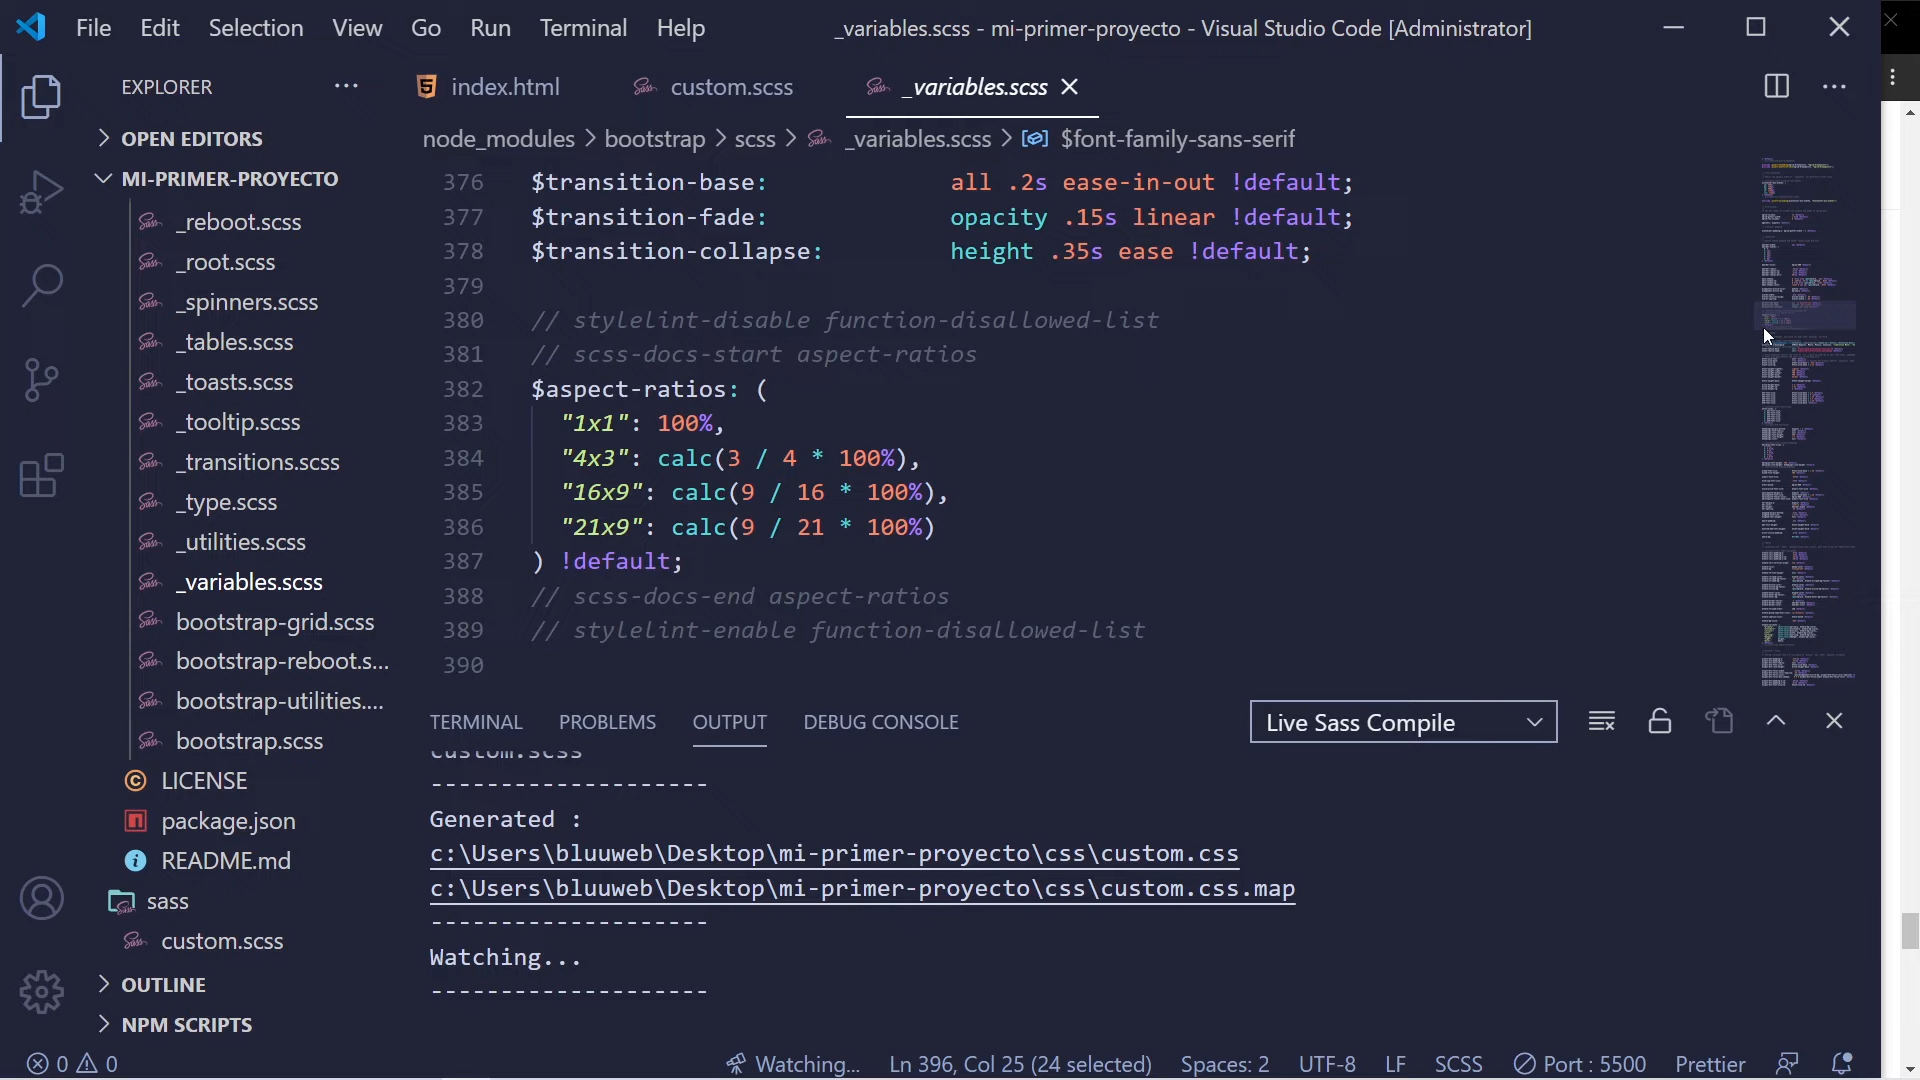 File Edit Selection View Go Run Terminal Help
_variables.scss - mi-primer-proyecto - Visual Studio Code [Administrator]
EXPLORER
OPEN EDITORS
MI-PRIMER-PROYECTO
_reboot.scss
_root.scss
_spinners.scss
_tables.scss
_toasts.scss
_tooltip.scss
_transitions.scss
_type.scss
_utilities.scss
_variables.scss
bootstrap-grid.scss
bootstrap-reboot.s...
bootstrap-utilities....
bootstrap.scss
LICENSE
package.json
README.md
sass
custom.scss
OUTLINE
NPM SCRIPTS
index.html custom.scss _variables.scss
node_modules > bootstrap > scss > _variables.scss > $font-family-sans-serif
376 $transition-base: all .2s ease-in-out !default;
377 $transition-fade: opacity .15s linear !default;
378 $transition-collapse: height .35s ease !default;
379
380 // stylelint-disable function-disallowed-list
381 // scss-docs-start aspect-ratios
382 $aspect-ratios: (
383 "1x1": 100%,
384 "4x3": calc(3 / 4 * 100%),
385 "16x9": calc(9 / 16 * 100%),
386 "21x9": calc(9 / 21 * 100%)
387 ) !default;
388 // scss-docs-end aspect-ratios
389 // stylelint-enable function-disallowed-list
390
TERMINAL PROBLEMS OUTPUT DEBUG CONSOLE Live Sass Compile
custom.scss
--------------------
Generated :
c:\Users\bluuweb\Desktop\mi-primer-proyecto\css\custom.css
c:\Users\bluuweb\Desktop\mi-primer-proyecto\css\custom.css.map
--------------------
Watching...
--------------------
0 0 Watching... Ln 396, Col 25 (24 selected) Spaces: 2 UTF-8 LF SCSS Port : 5500 Prettier